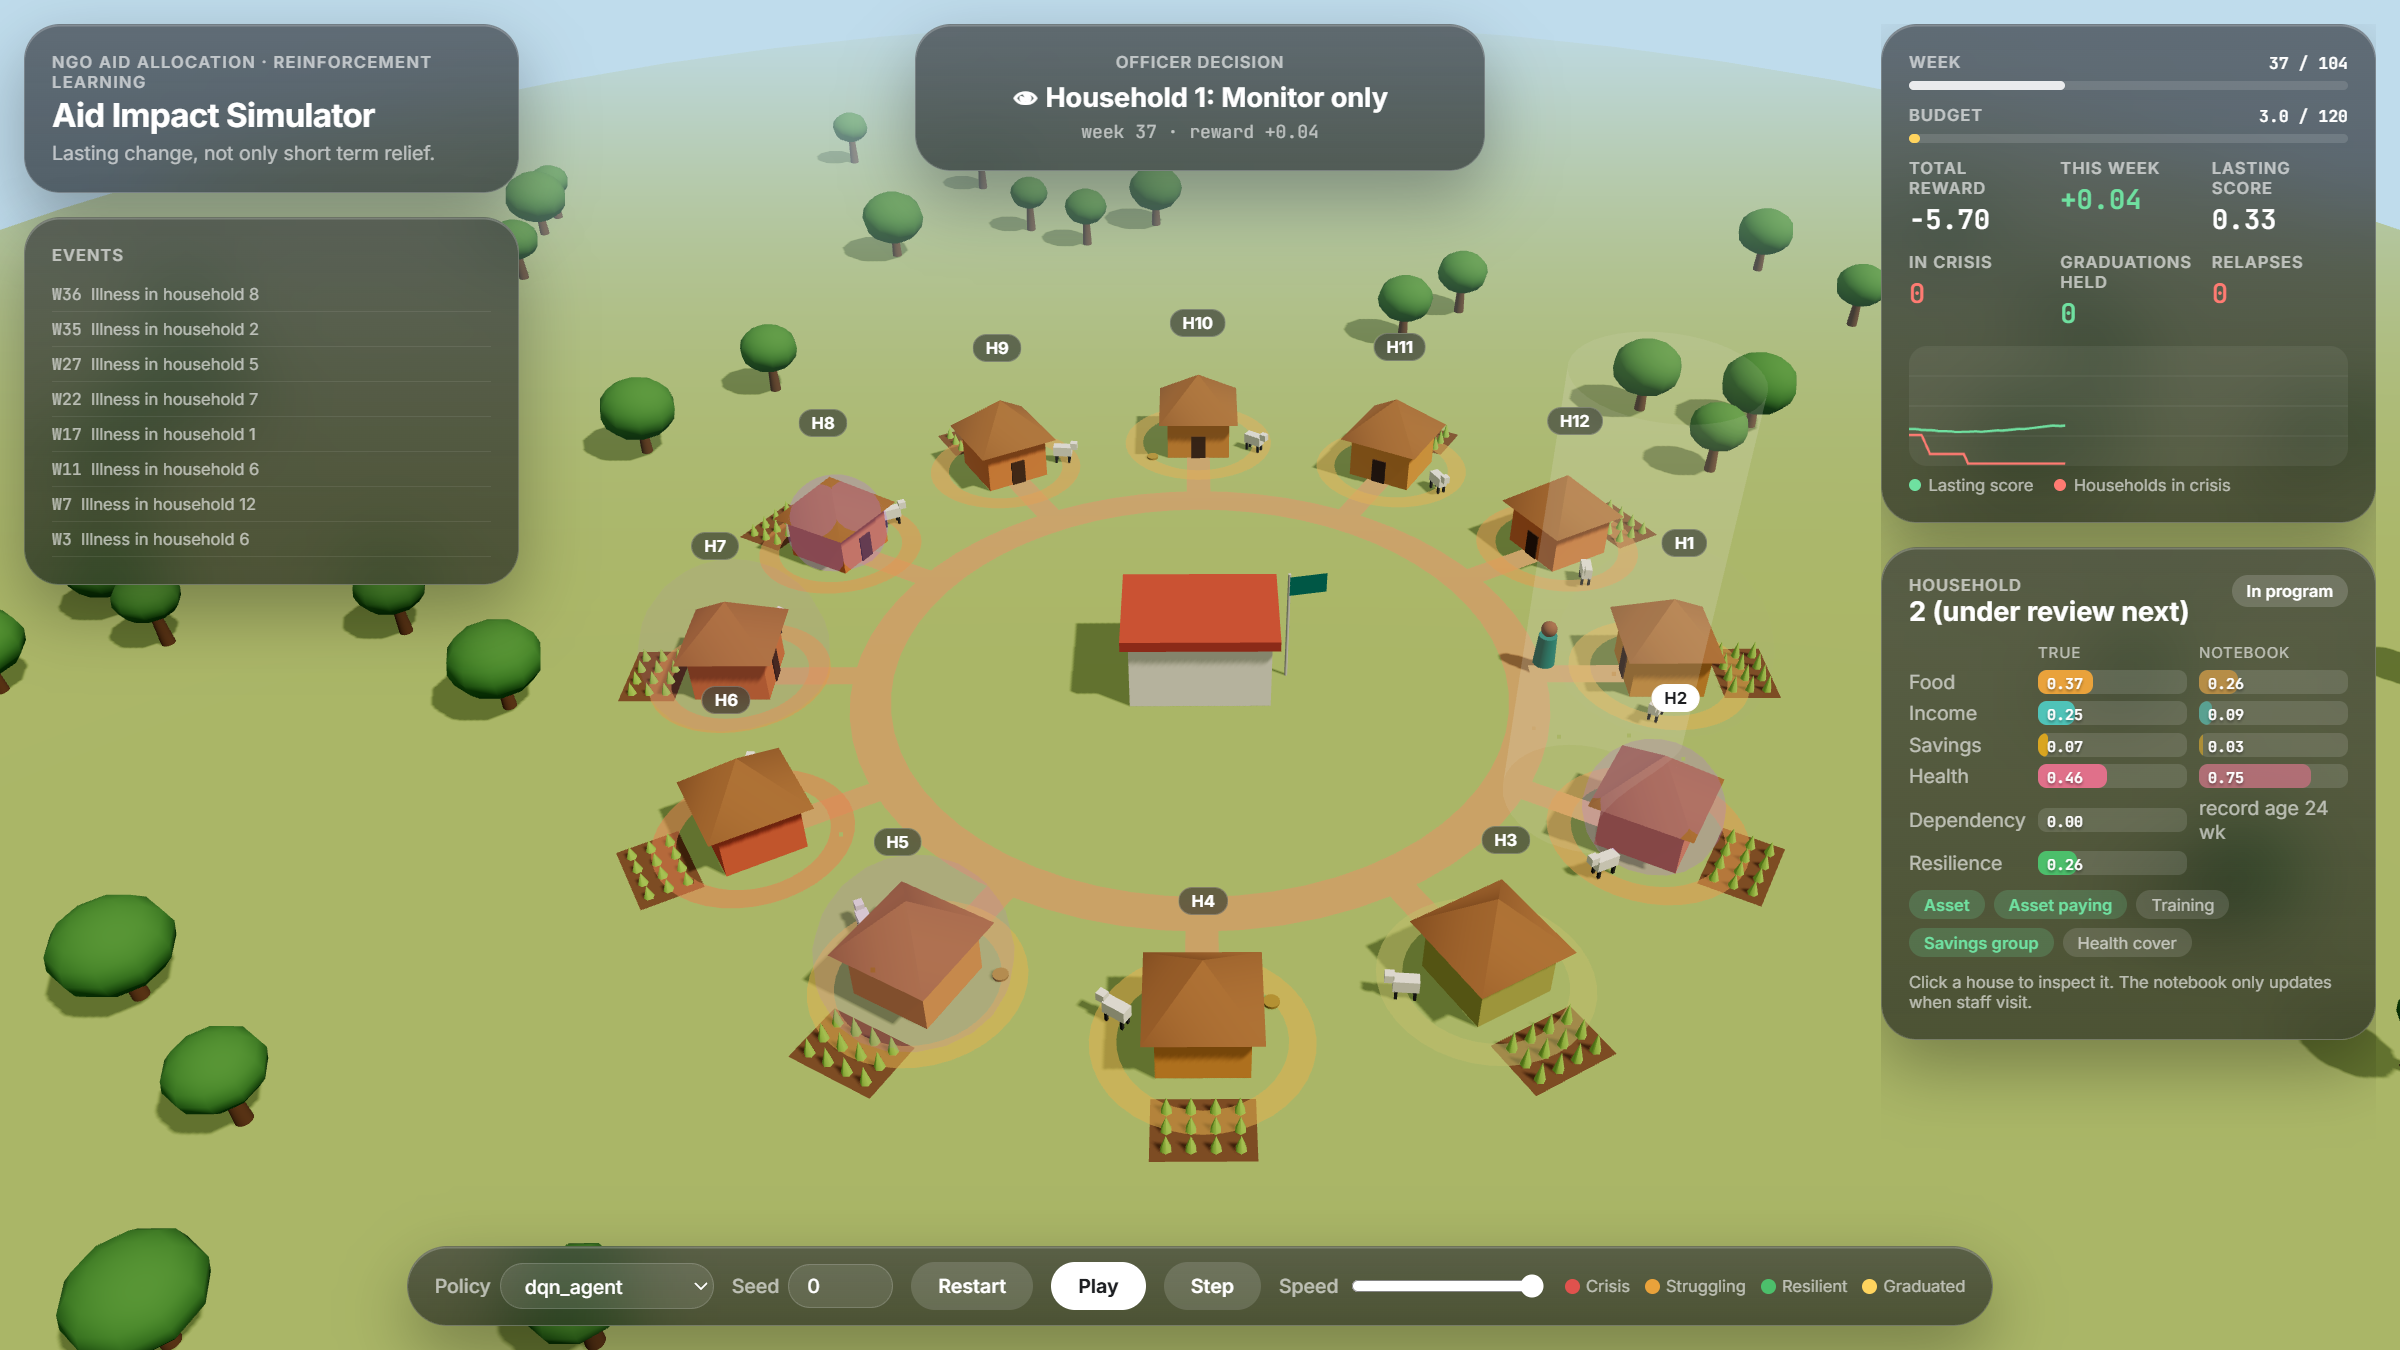 NGO AID ALLOCATION · REINFORCEMENT
LEARNING
Aid Impact Simulator
Lasting change, not only short term relief.
EVENTS
W36 Illness in household 8
W35 Illness in household 2
W27 Illness in household 5
W22 Illness in household 7
W17 Illness in household 1
W11 Illness in household 6
W7 Illness in household 12
W3 Illness in household 6
OFFICER DECISION
Household 1: Monitor only
week 37 · reward +0.04
H10
H9
H11
H8
H12
H7
H1
H6
H2
H5
H3
H4
WEEK 37 / 104
BUDGET 3.0 / 120
TOTAL REWARD
-5.70
THIS WEEK
+0.04
LASTING SCORE
0.33
IN CRISIS
0
GRADUATIONS HELD
0
RELAPSES
0
Lasting score Households in crisis
HOUSEHOLD
2 (under review next)
In program
TRUE NOTEBOOK
Food 0.37 0.26
Income 0.25 0.09
Savings 0.07 0.03
Health 0.46 0.75
Dependency 0.00 record age 24 wk
Resilience 0.26
Asset Asset paying Training
Savings group Health cover
Click a house to inspect it. The notebook only updates
when staff visit.
Policy dqn_agent Seed 0 Restart Play Step Speed Crisis Struggling Resilient Graduated